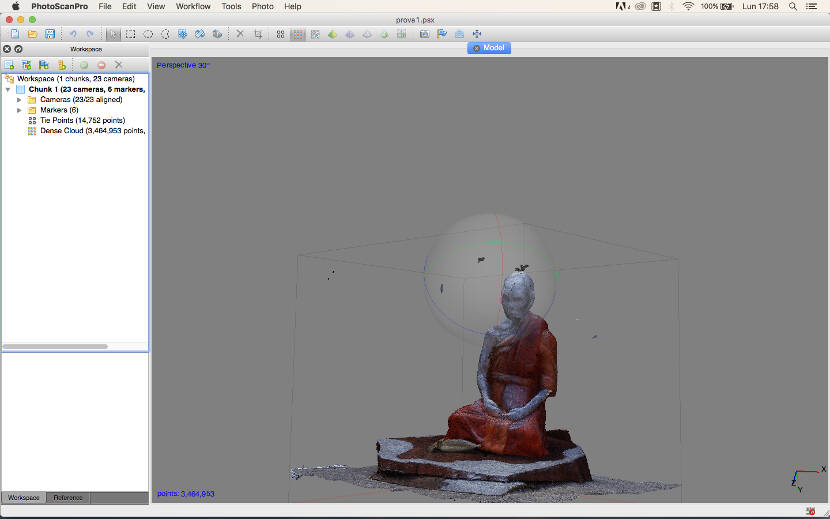 PhotoScanPro File Edit View Workflow Tools Photo Help 100% Lun 17:58
prove1.psx
Workspace
Model
Perspective 30°
Workspace (1 chunks, 23 cameras)
Chunk 1 (23 cameras, 6 markers,
Cameras (23/23 aligned)
Markers (6)
Tie Points (14,752 points)
Dense Cloud (3,464,953 points,
X
Z
Y
points: 3,464,953
Workspace Reference